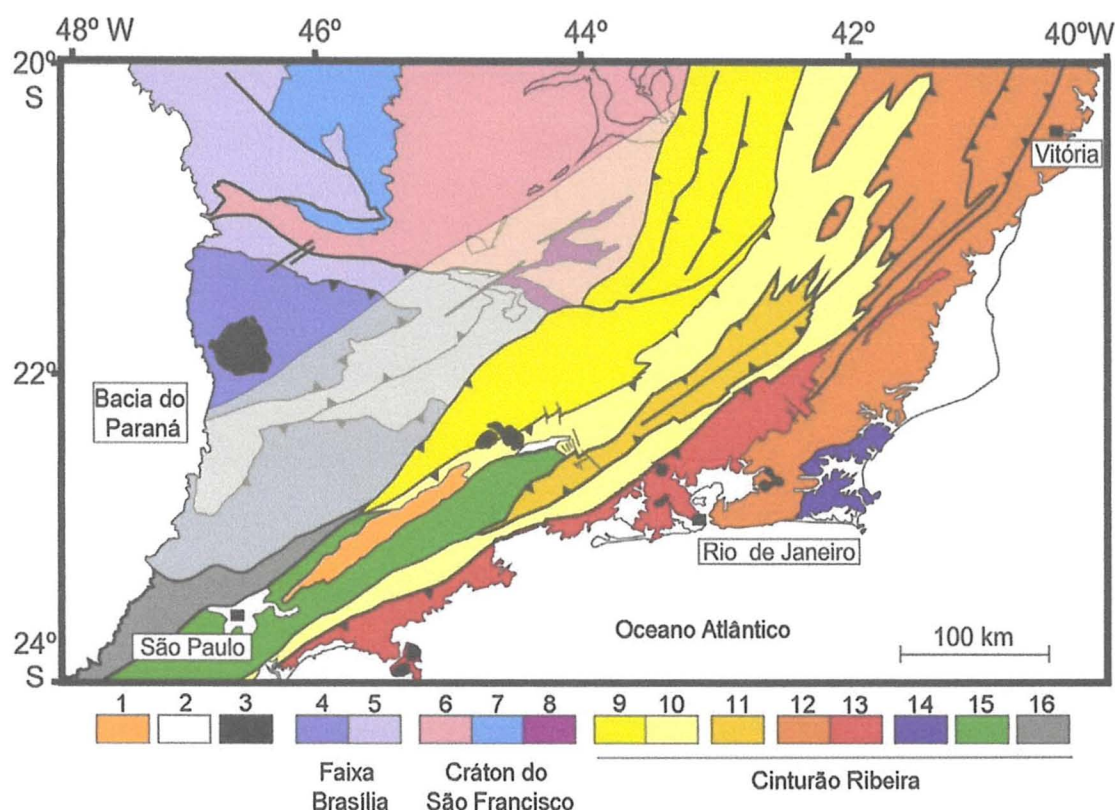 48º W
46º
44º
42º
40ºW
20º
S
Vitória
22º
Bacia do
Paraná
Rio de Janeiro
São Paulo
Oceano Atlântico
100 km
24º
S
1 2 3 4 5 6 7 8 9 10 11 12 13 14 15 16
Faixa
Brasília
Cráton do
São Francisco
Cinturão Ribeira